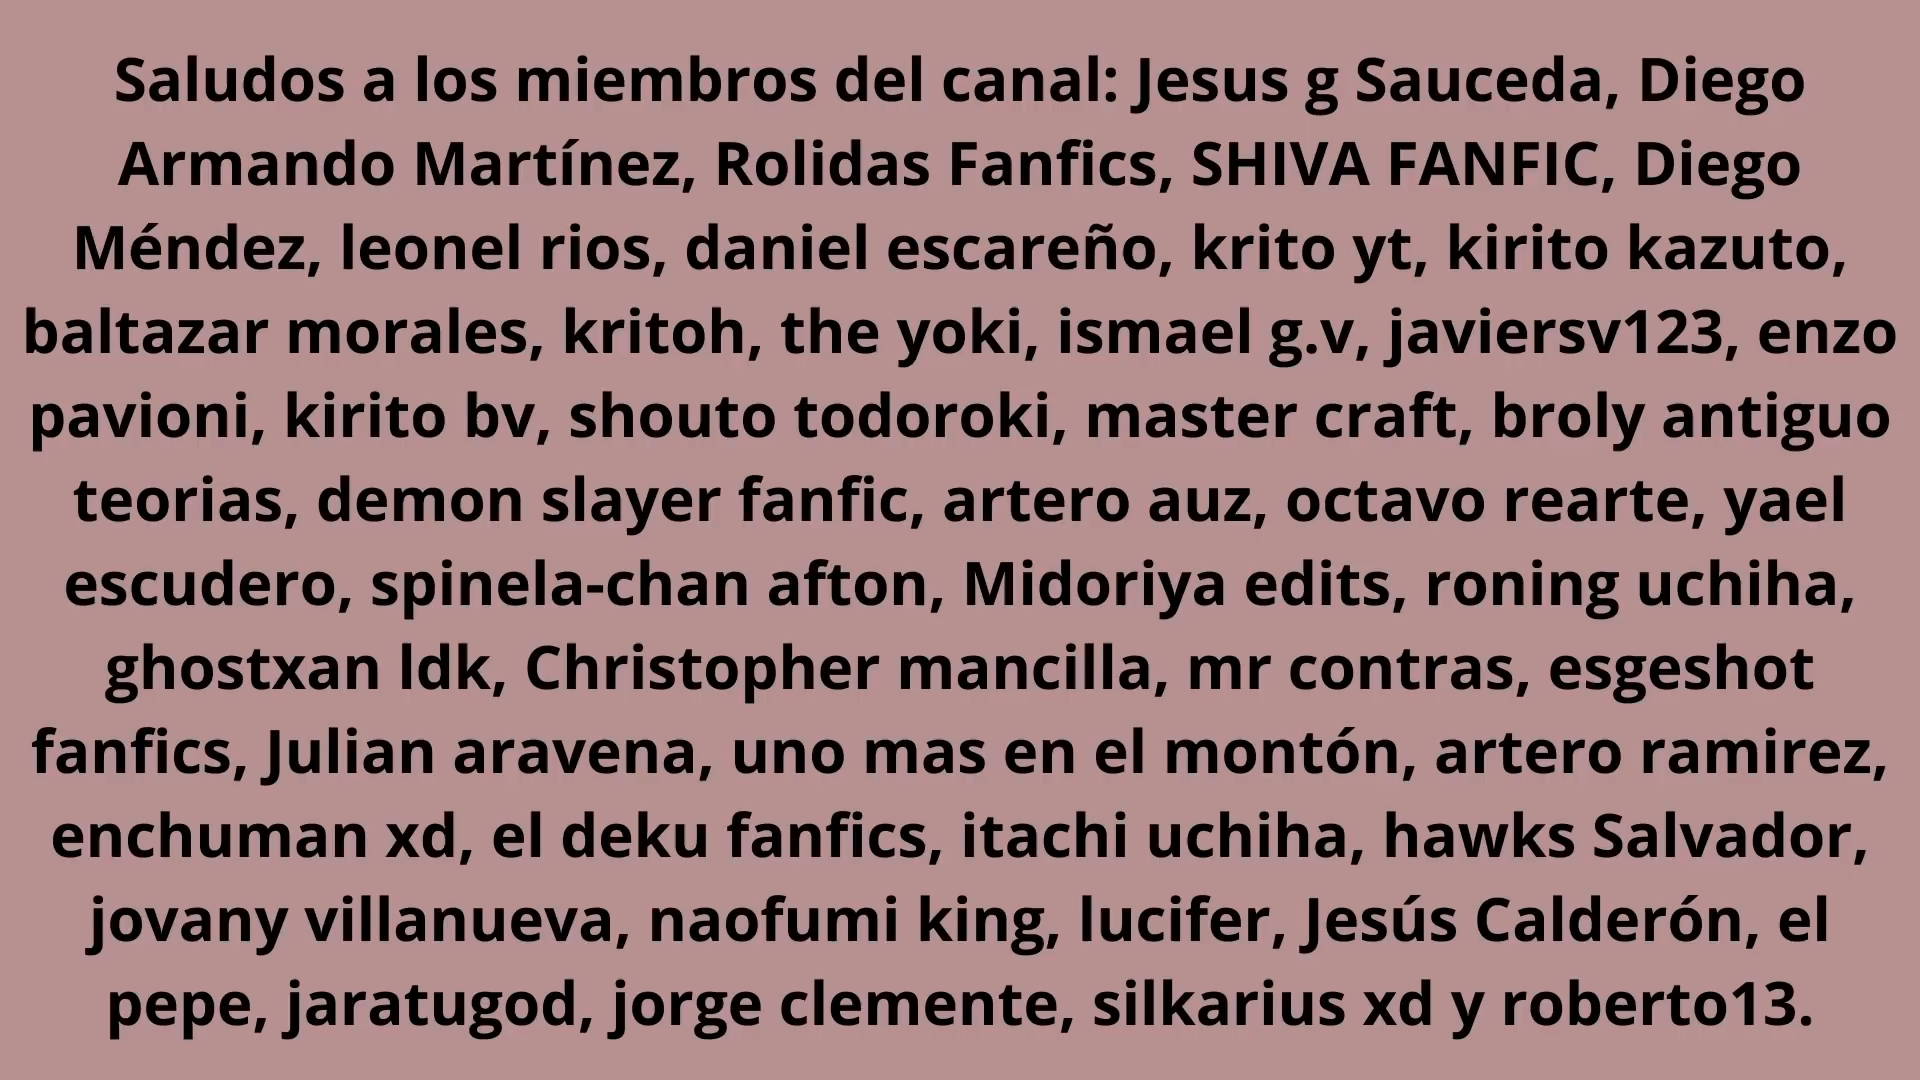 Saludos a los miembros del canal: Jesus g Sauceda, Diego
Armando Martínez, Rolidas Fanfics, SHIVA FANFIC, Diego
Méndez, leonel rios, daniel escareño, krito yt, kirito kazuto,
baltazar morales, kritoh, the yoki, ismael g.v, javiersv123, enzo
pavioni, kirito bv, shouto todoroki, master craft, broly antiguo
teorias, demon slayer fanfic, artero auz, octavo rearte, yael
escudero, spinela-chan afton, Midoriya edits, roning uchiha,
ghostxan ldk, Christopher mancilla, mr contras, esgeshot
fanfics, Julian aravena, uno mas en el montón, artero ramirez,
enchuman xd, el deku fanfics, itachi uchiha, hawks Salvador,
jovany villanueva, naofumi king, lucifer, Jesús Calderón, el
pepe, jaratugod, jorge clemente, silkarius xd y roberto13.